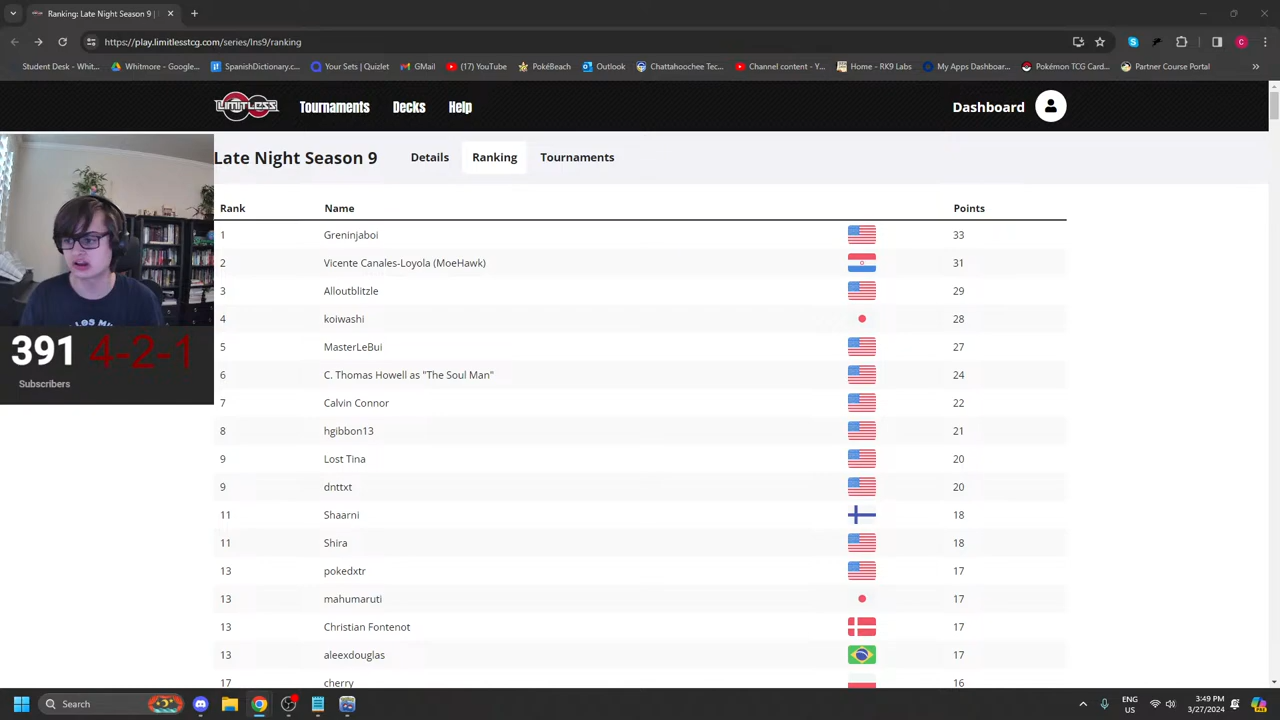 Ranking: Late Night Season 9 |
https://play.limitlesstcg.com/series/lns9/ranking
Student Desk - Whit...
Whitmore - Google...
SpanishDictionary.c...
Your Sets | Quizlet
GMail
(17) YouTube
PokéBeach
Outlook
Chattahoochee Tec...
Channel content - Y...
Home - RK9 Labs
My Apps Dashboar...
Pokémon TCG Card...
Partner Course Portal
LIMITLESS
Tournaments Decks Help
Dashboard
Late Night Season 9 Details Ranking Tournaments
Rank Name Points
1 Greninjaboi 33
2 Vicente Canales-Loyola (MoeHawk) 31
3 Alloutblitzle 29
4 koiwashi 28
5 MasterLeBui 27
6 C. Thomas Howell as "The Soul Man" 24
7 Calvin Connor 22
8 hgibbon13 21
9 Lost Tina 20
9 dnttxt 20
11 Shaarni 18
11 Shira 18
13 pokedxtr 17
13 mahumaruti 17
13 Christian Fontenot 17
13 aleexdouglas 17
17 cherry 16
391 4-2-1
Subscribers
Search
ENG
US
3:49 PM
3/27/2024